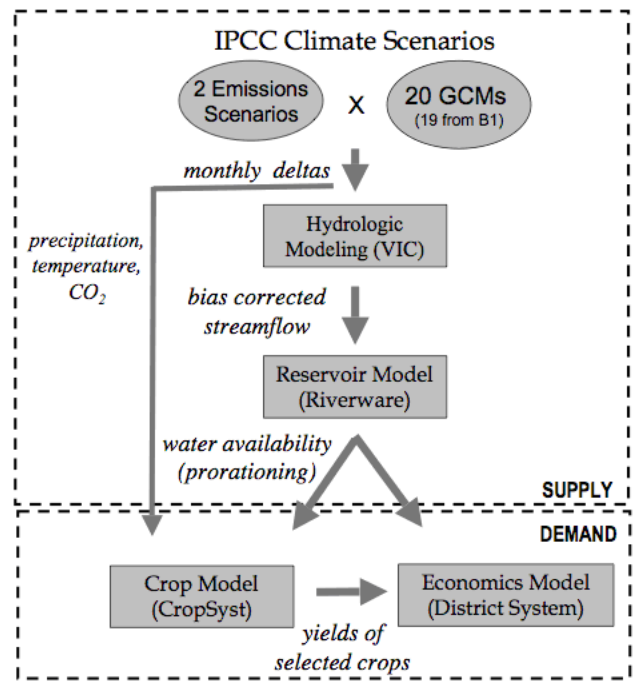 IPCC Climate Scenarios
2 Emissions
Scenarios
X
20 GCMs
(19 from B1)
monthly deltas
precipitation,
temperature,
CO₂
Hydrologic
Modeling (VIC)
bias corrected
streamflow
Reservoir Model
(Riverware)
water availability
(prorationing)
SUPPLY
DEMAND
Crop Model
(CropSyst)
Economics Model
(District System)
yields of
selected crops